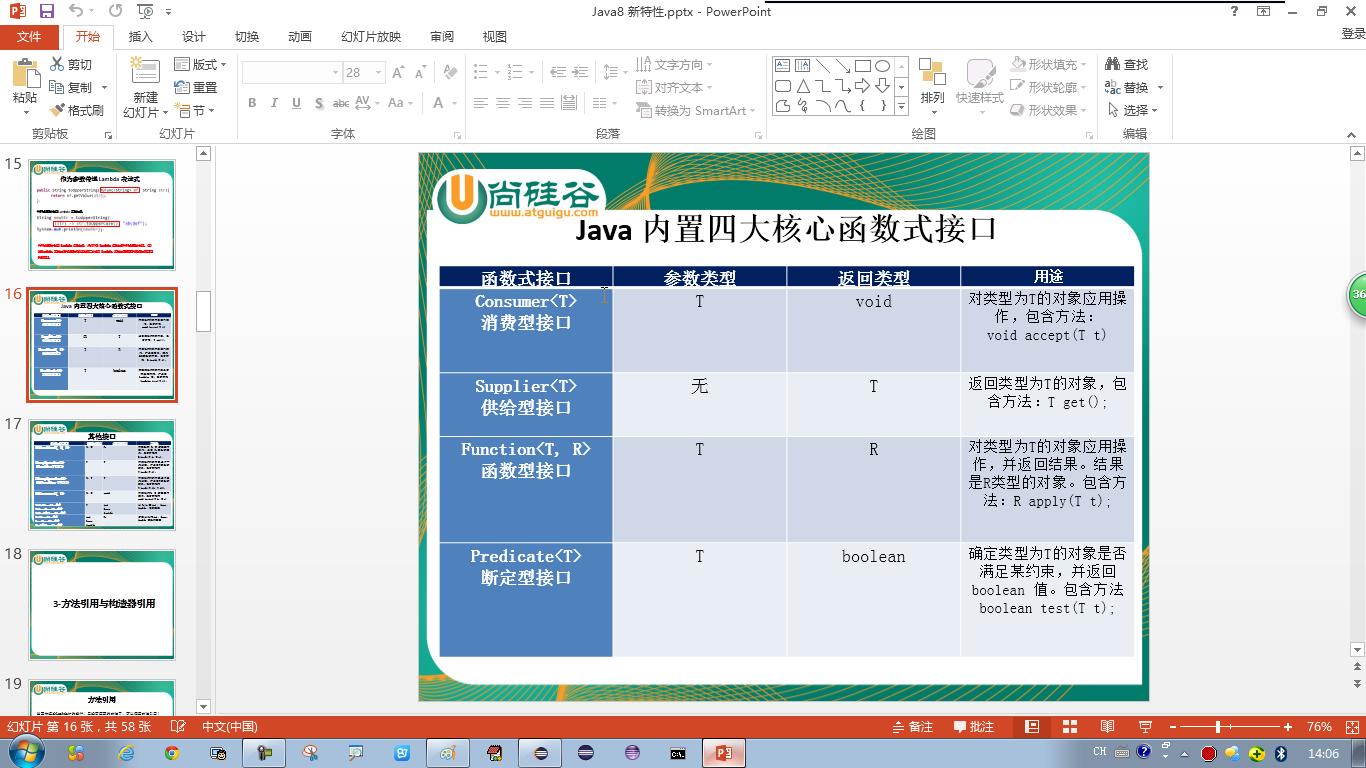 Java8 新特性.pptx - PowerPoint
登录
文件 开始 插入 设计 切换 动画 幻灯片放映 审阅 视图
粘贴
剪切
复制
格式刷
剪贴板
新建
幻灯片
版式
重置
节
幻灯片
28
B I U S abc AV Aa A
字体
文字方向
对齐文本
转换为 SmartArt
段落
排列
快速样式
形状填充
形状轮廓
形状效果
绘图
查找
替换
选择
编辑
15
作为参数传递 Lambda 表达式
16
Java 内置四大核心函数式接口
17
其他接口
18
3-方法引用与构造器引用
19
方法引用
尚硅谷
www.atguigu.com
Java 内置四大核心函数式接口
函数式接口 参数类型 返回类型 用途
Consumer<T>
消费型接口
T
void
对类型为T的对象应用操
作，包含方法：
void accept(T t)
Supplier<T>
供给型接口
无
T
返回类型为T的对象，包
含方法：T get();
Function<T, R>
函数型接口
T
R
对类型为T的对象应用操
作，并返回结果。结果
是R类型的对象。包含方
法：R apply(T t);
Predicate<T>
断定型接口
T
boolean
确定类型为T的对象是否
满足某约束，并返回
boolean 值。包含方法
boolean test(T t);
36
幻灯片 第 16 张，共 58 张 中文(中国) 备注 批注 76%
CH 14:06